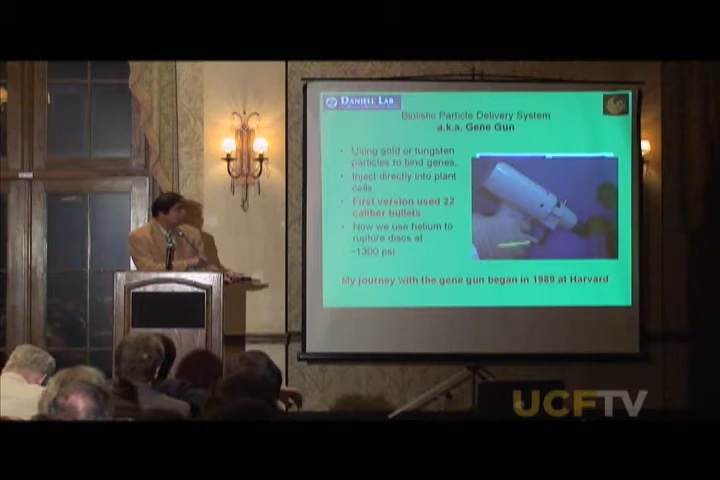 DANIELL LAB
Biolistic Particle Delivery System
a.k.a. Gene Gun
• Using gold or tungsten
particles to bind genes.
• Inject directly into plant
cells
• First version used 22
caliber bullets
• Now we use helium to
rupture discs at
~1300 psi
My journey with the gene gun began in 1989 at Harvard
UCFTV